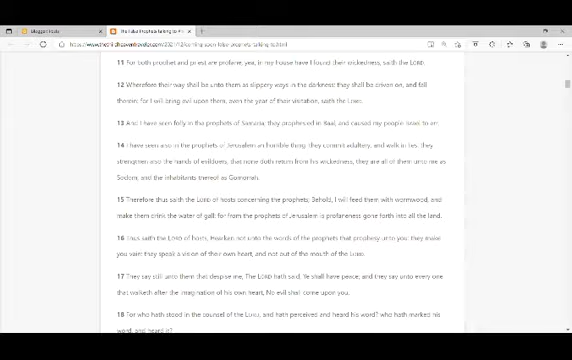 Blogger: Posts
The False Prophets talking to
11 For both prophet and priest are profane; yea, in my house have I found their wickedness, saith the LORD.
12 Wherefore their way shall be unto them as slippery ways in the darkness: they shall be driven on, and fall
therein: for I will bring evil upon them, even the year of their visitation, saith the LORD.
13 And I have seen folly in the prophets of Samaria; they prophesied in Baal, and caused my people Israel to err.
14 I have seen also in the prophets of Jerusalem an horrible thing: they commit adultery, and walk in lies: they
strengthen also the hands of evildoers, that none doth return from his wickedness; they are all of them unto me as
Sodom, and the inhabitants thereof as Gomorrah.
15 Therefore thus saith the LORD of hosts concerning the prophets; Behold, I will feed them with wormwood, and
make them drink the water of gall: for from the prophets of Jerusalem is profaneness gone forth into all the land.
16 Thus saith the LORD of hosts, Hearken not unto the words of the prophets that prophesy unto you: they make
you vain: they speak a vision of their own heart, and not out of the mouth of the LORD.
17 They say still unto them that despise me, The LORD hath said, Ye shall have peace; and they say unto every one
that walketh after the imagination of his own heart, No evil shall come upon you.
18 For who hath stood in the counsel of the LORD, and hath perceived and heard his word? who hath marked his
word, and heard it?